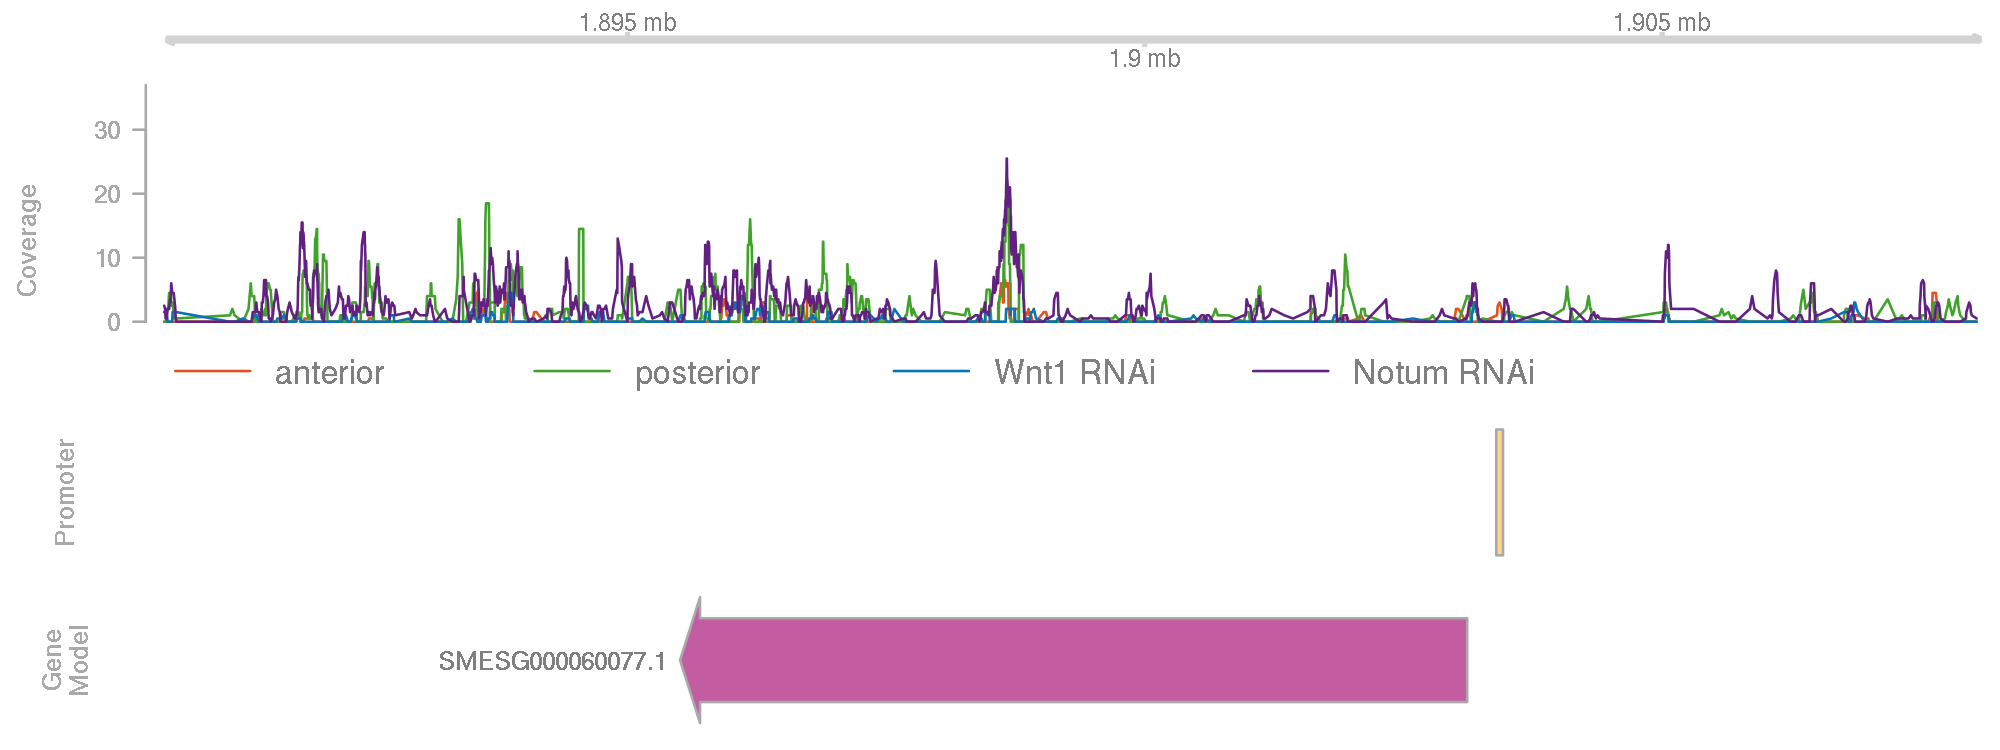 1.895 mb
1.905 mb
1.9 mb
Coverage
30
20
10
0
0
anterior
posterior
Wnt1 RNAi
Notum RNAi
Promoter
Gene
Model
SMESG000060077.1